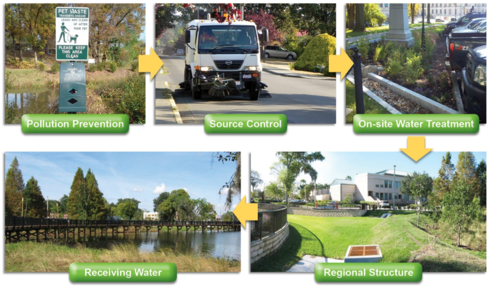 PET WASTE
PLEASE KEEP
THIS AREA
CLEAN
Pollution Prevention
Source Control
On-site Water Treatment
Regional Structure
Receiving Water